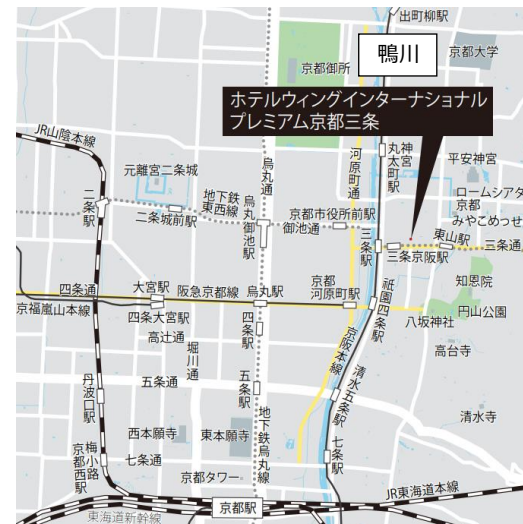 出町柳駅
鴨川
京都大学
京都御所
ホテルウィングインターナショナル
プレミアム京都三条
JR山陰本線
烏丸通
河原町通
神宮
丸太町駅
平安神宮
元離宮二条城
ロームシアター
京都
みやこめっせ
二条駅
地下鉄
東西線
二条城前駅
烏丸
御池駅
京都市役所前駅
御池通
三条駅
東山駅
三条通
三条京阪駅
知恩院
四条通
大宮駅
阪急京都線
烏丸駅
京都
河原町駅
祇園四条駅
円山公園
京福嵐山本線
四条大宮駅
四条駅
八坂神社
高辻通
堀川通
京阪本線
高台寺
五条通
五条駅
清水五条駅
丹波口駅
地下鉄烏丸線
清水寺
西本願寺
東本願寺
七条駅
梅小路
京都西駅
七条通
京都タワー
京都駅
JR東海道本線
東海道新幹線